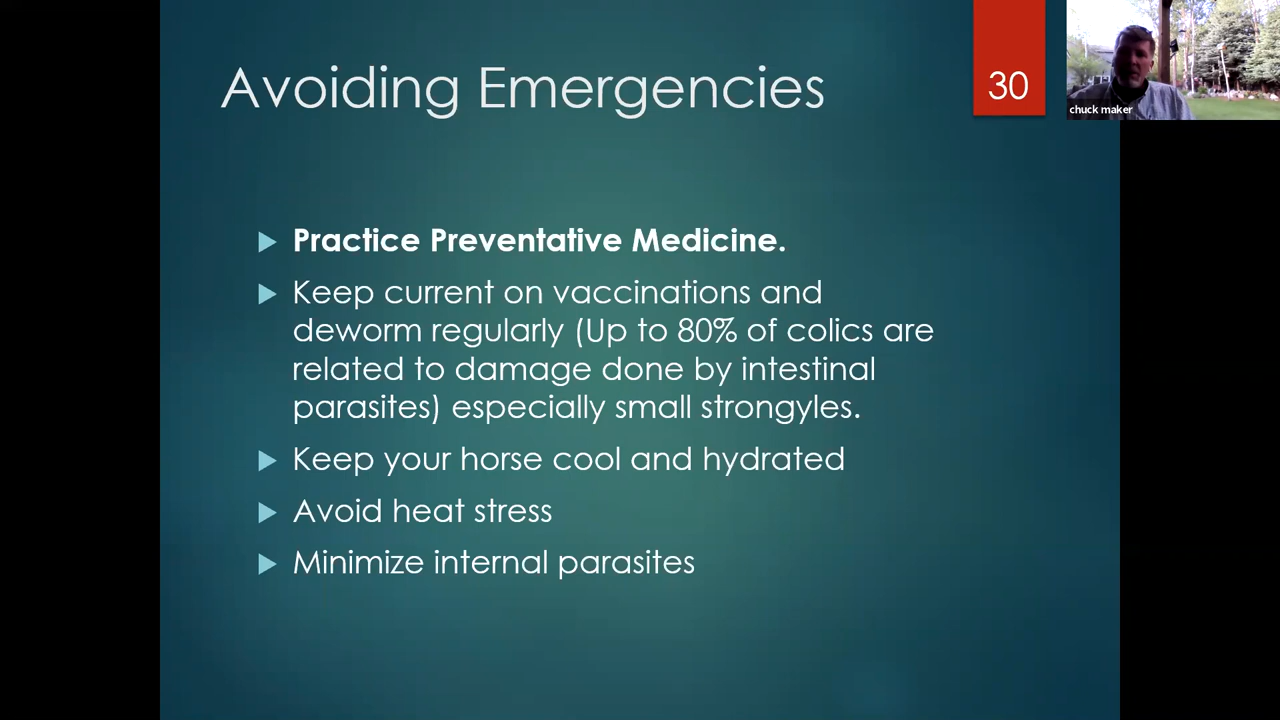 Avoiding Emergencies
30
chuck maker
Practice Preventative Medicine.
Keep current on vaccinations and
deworm regularly (Up to 80% of colics are
related to damage done by intestinal
parasites) especially small strongyles.
Keep your horse cool and hydrated
Avoid heat stress
Minimize internal parasites